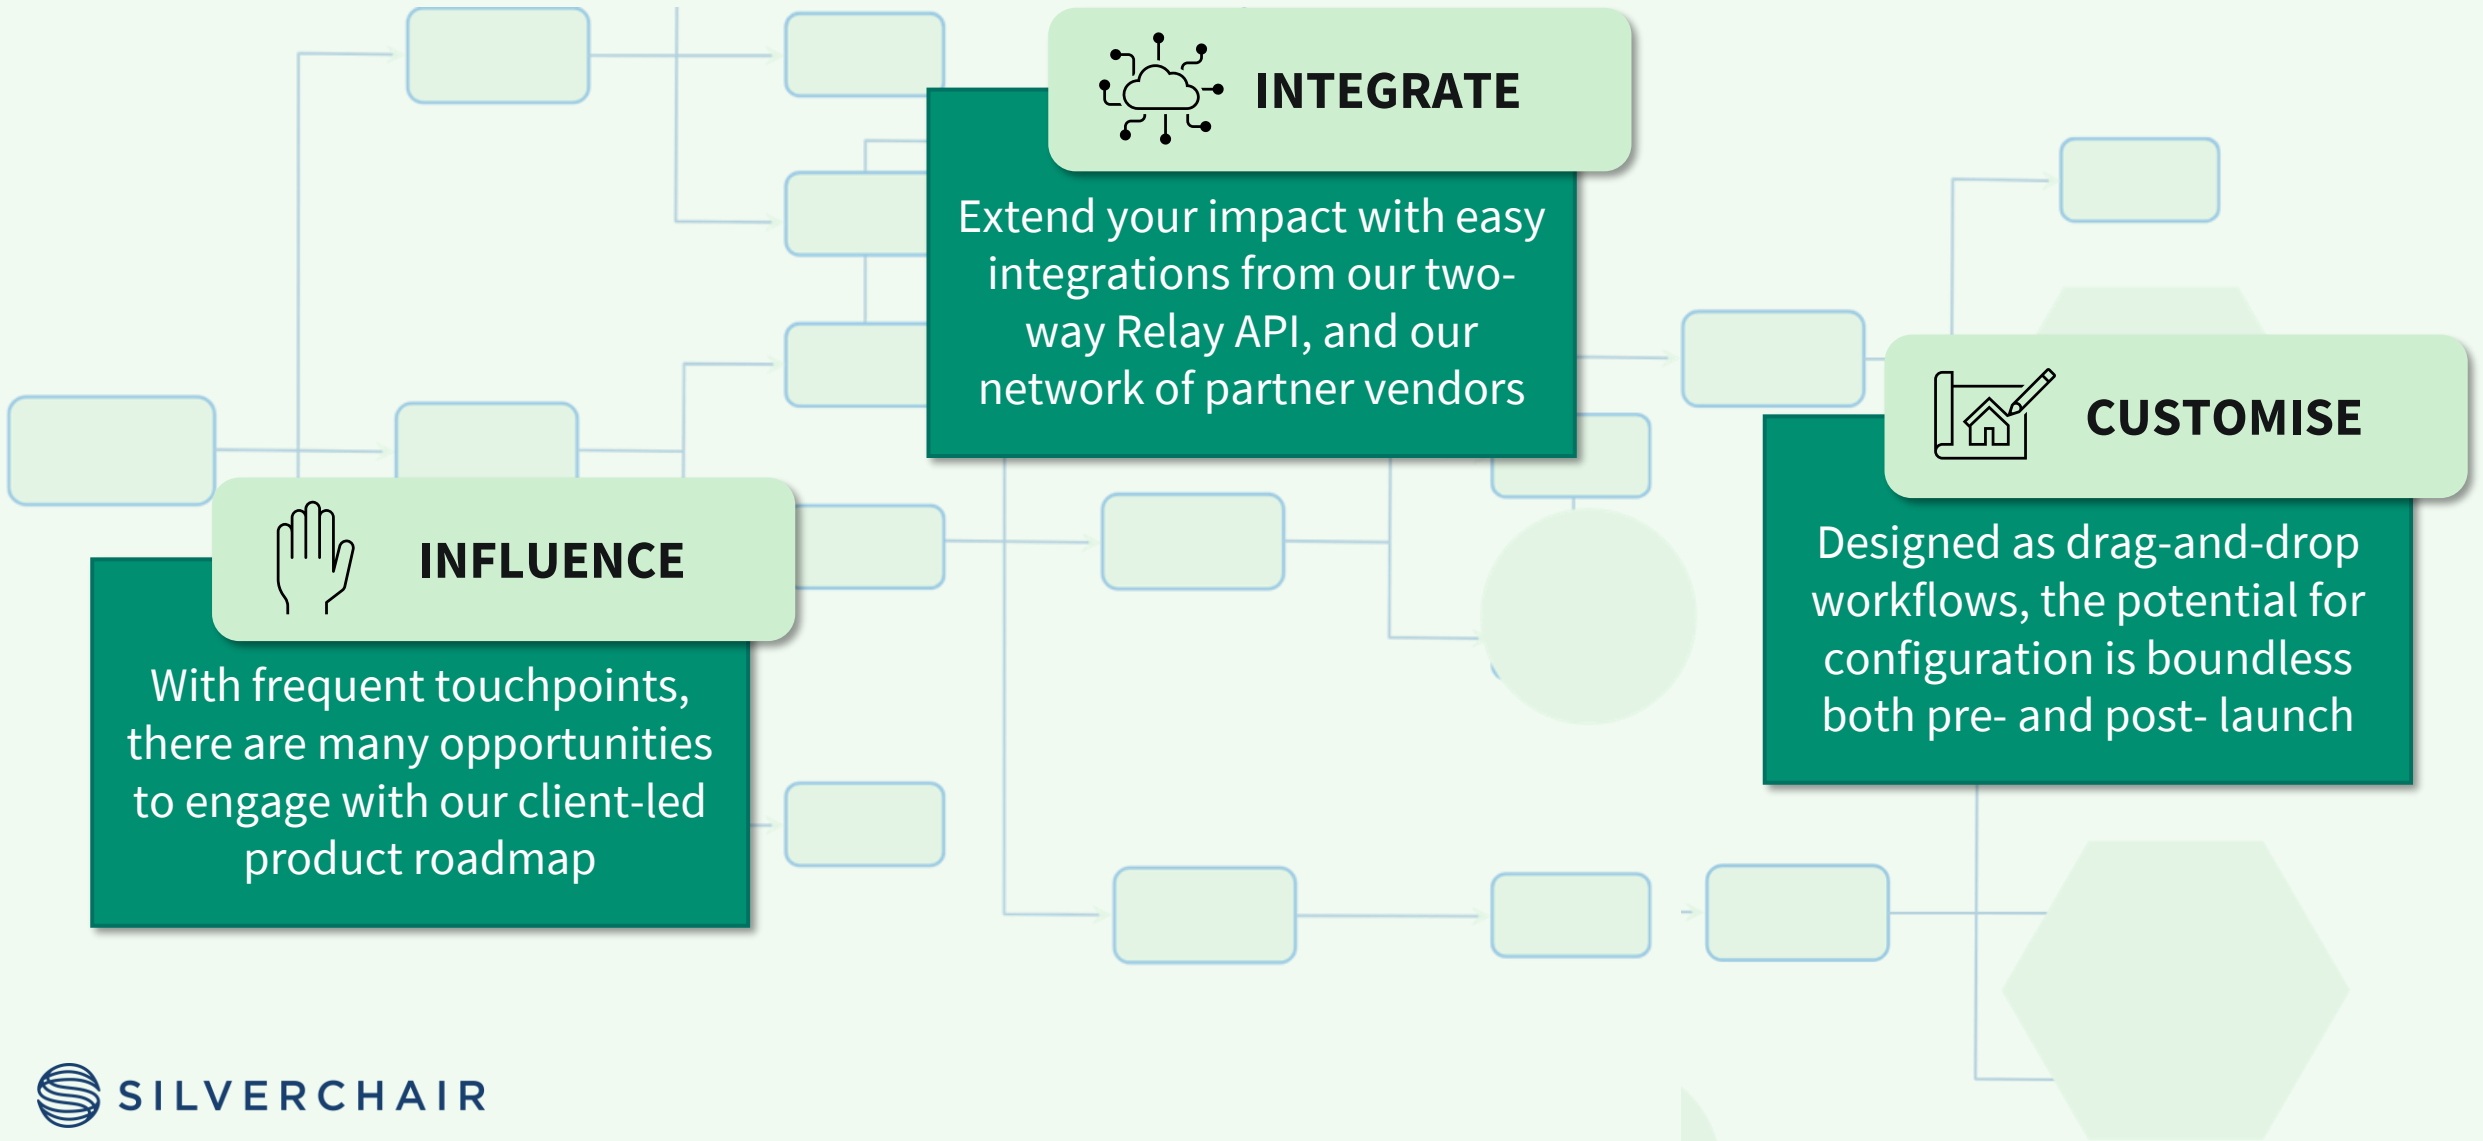 INTEGRATE
Extend your impact with easy
integrations from our two-
way Relay API, and our
network of partner vendors
CUSTOMISE
Designed as drag-and-drop
workflows, the potential for
configuration is boundless
both pre- and post- launch
INFLUENCE
With frequent touchpoints,
there are many opportunities
to engage with our client-led
product roadmap
SILVERCHAIR